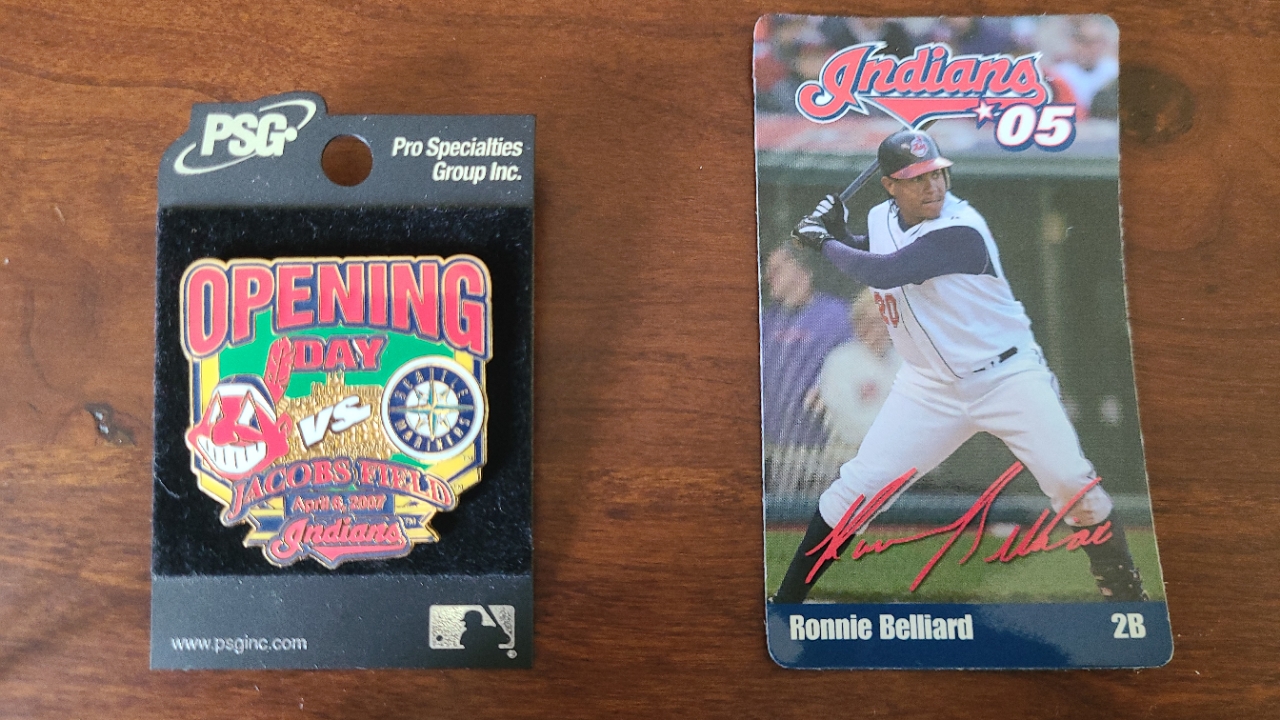 PSG
Pro Specialties
Group Inc.
OPENING
DAY
VS
SEATTLE
MARINERS
JACOBS FIELD
April 6, 2007
Indians
www.psginc.com
Indians
'05
20
Ronnie Belliard
2B